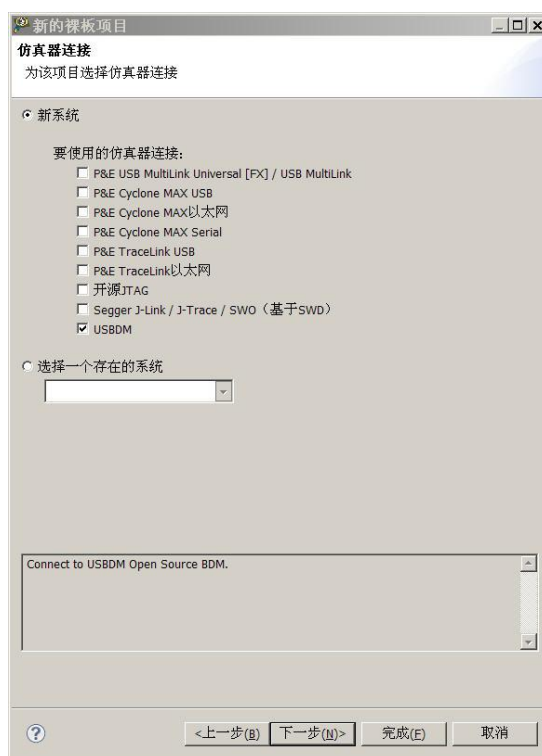 新的裸板项目
仿真器连接
为该项目选择仿真器连接
新系统
要使用的仿真器连接:
P&E USB MultiLink Universal [FX] / USB MultiLink
P&E Cyclone MAX USB
P&E Cyclone MAX以太网
P&E Cyclone MAX Serial
P&E TraceLink USB
P&E TraceLink以太网
开源JTAG
Segger J-Link / J-Trace / SWO（基于SWD）
USBDM
选择一个存在的系统
Connect to USBDM Open Source BDM.
<上一步(B) 下一步(N)> 完成(F) 取消